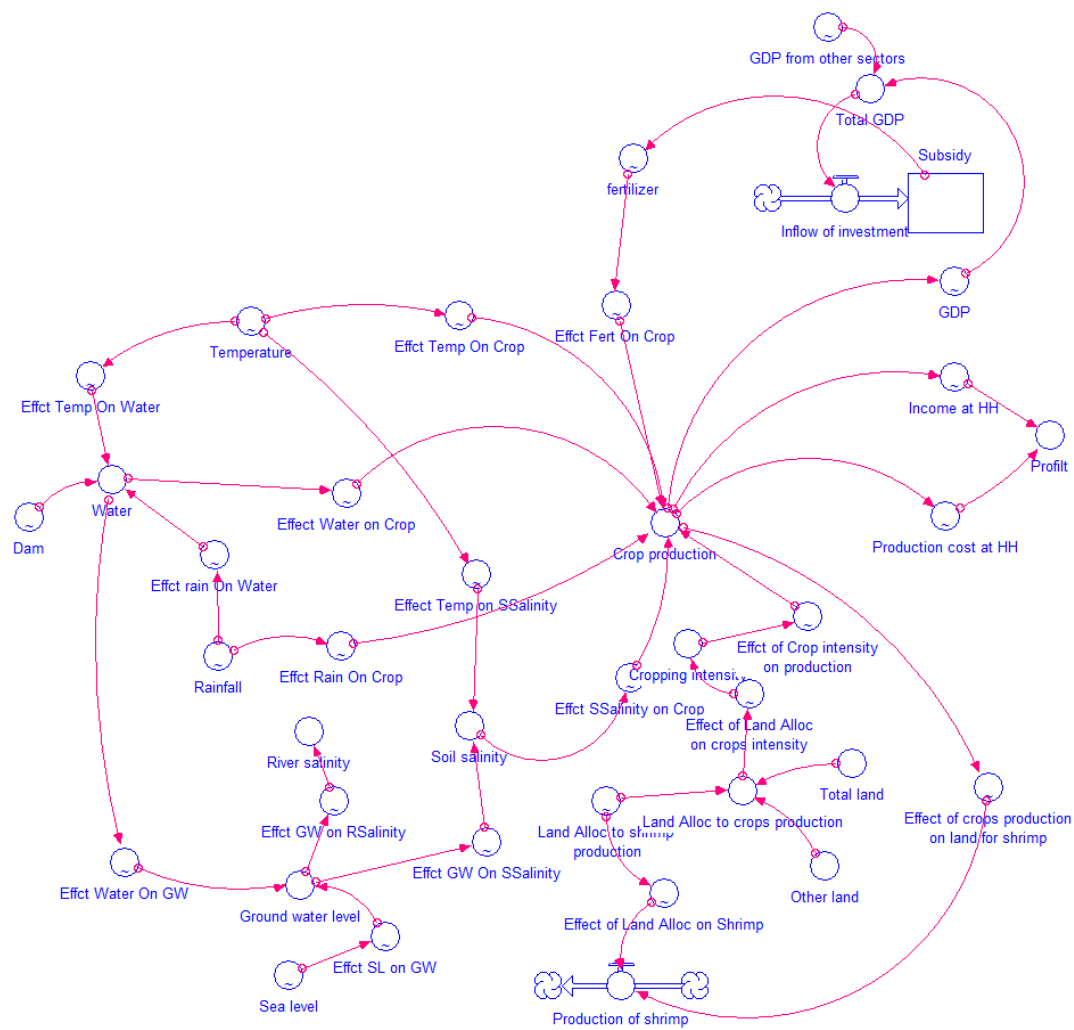 GDP from other sectors
Total GDP
Subsidy
fertilizer
Inflow of investment
GDP
Effct Fert On Crop
Temperature
Effct Temp On Crop
Effct Temp On Water
Income at HH
Profilt
Water
Effect Water on Crop
Dam
Crop production
Production cost at HH
Effct rain On Water
Effect Temp on SSalinity
Effct of Crop intensity
on production
Rainfall
Effct Rain On Crop
Cropping intensity
Effct SSalinity on Crop
Effect of Land Alloc
on crops intensity
River salinity
Soil salinity
Total land
Effct GW on RSalinity
Land Alloc to shrimp
production
Land Alloc to crops production
Effect of crops production
on land for shrimp
Effct GW On SSalinity
Effct Water On GW
Ground water level
Other land
Effect of Land Alloc on Shrimp
Effct SL on GW
Sea level
Production of shrimp